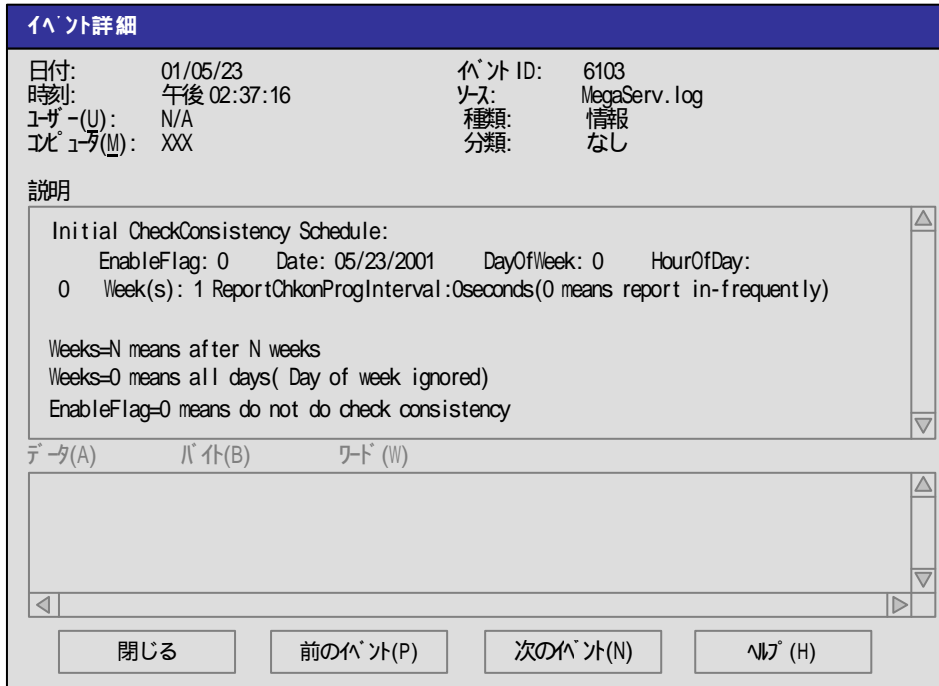 イベント詳細
日付: 01/05/23 イベント ID: 6103
時刻: 午後 02:37:16 ソース: MegaServ.log
ユーザー(U): N/A 種類: 情報
コンピュータ(M): XXX 分類: なし
説明
Initial CheckConsistency Schedule:
EnableFlag: 0 Date: 05/23/2001 DayOfWeek: 0 HourOfDay:
0 Week(s): 1 ReportChkonProgInterval:0seconds(0 means report in-frequently)
Weeks=N means after N weeks
Weeks=0 means all days( Day of week ignored)
EnableFlag=0 means do not do check consistency
データ(A) バイト(B) ワード(W)
閉じる 前のイベント(P) 次のイベント(N) ヘルプ(H)